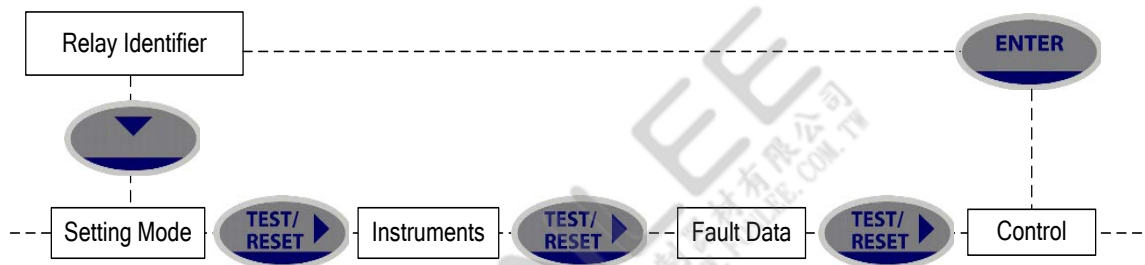 Relay Identifier
ENTER
Setting Mode
TEST/
RESET
Instruments
TEST/
RESET
Fault Data
TEST/
RESET
Control